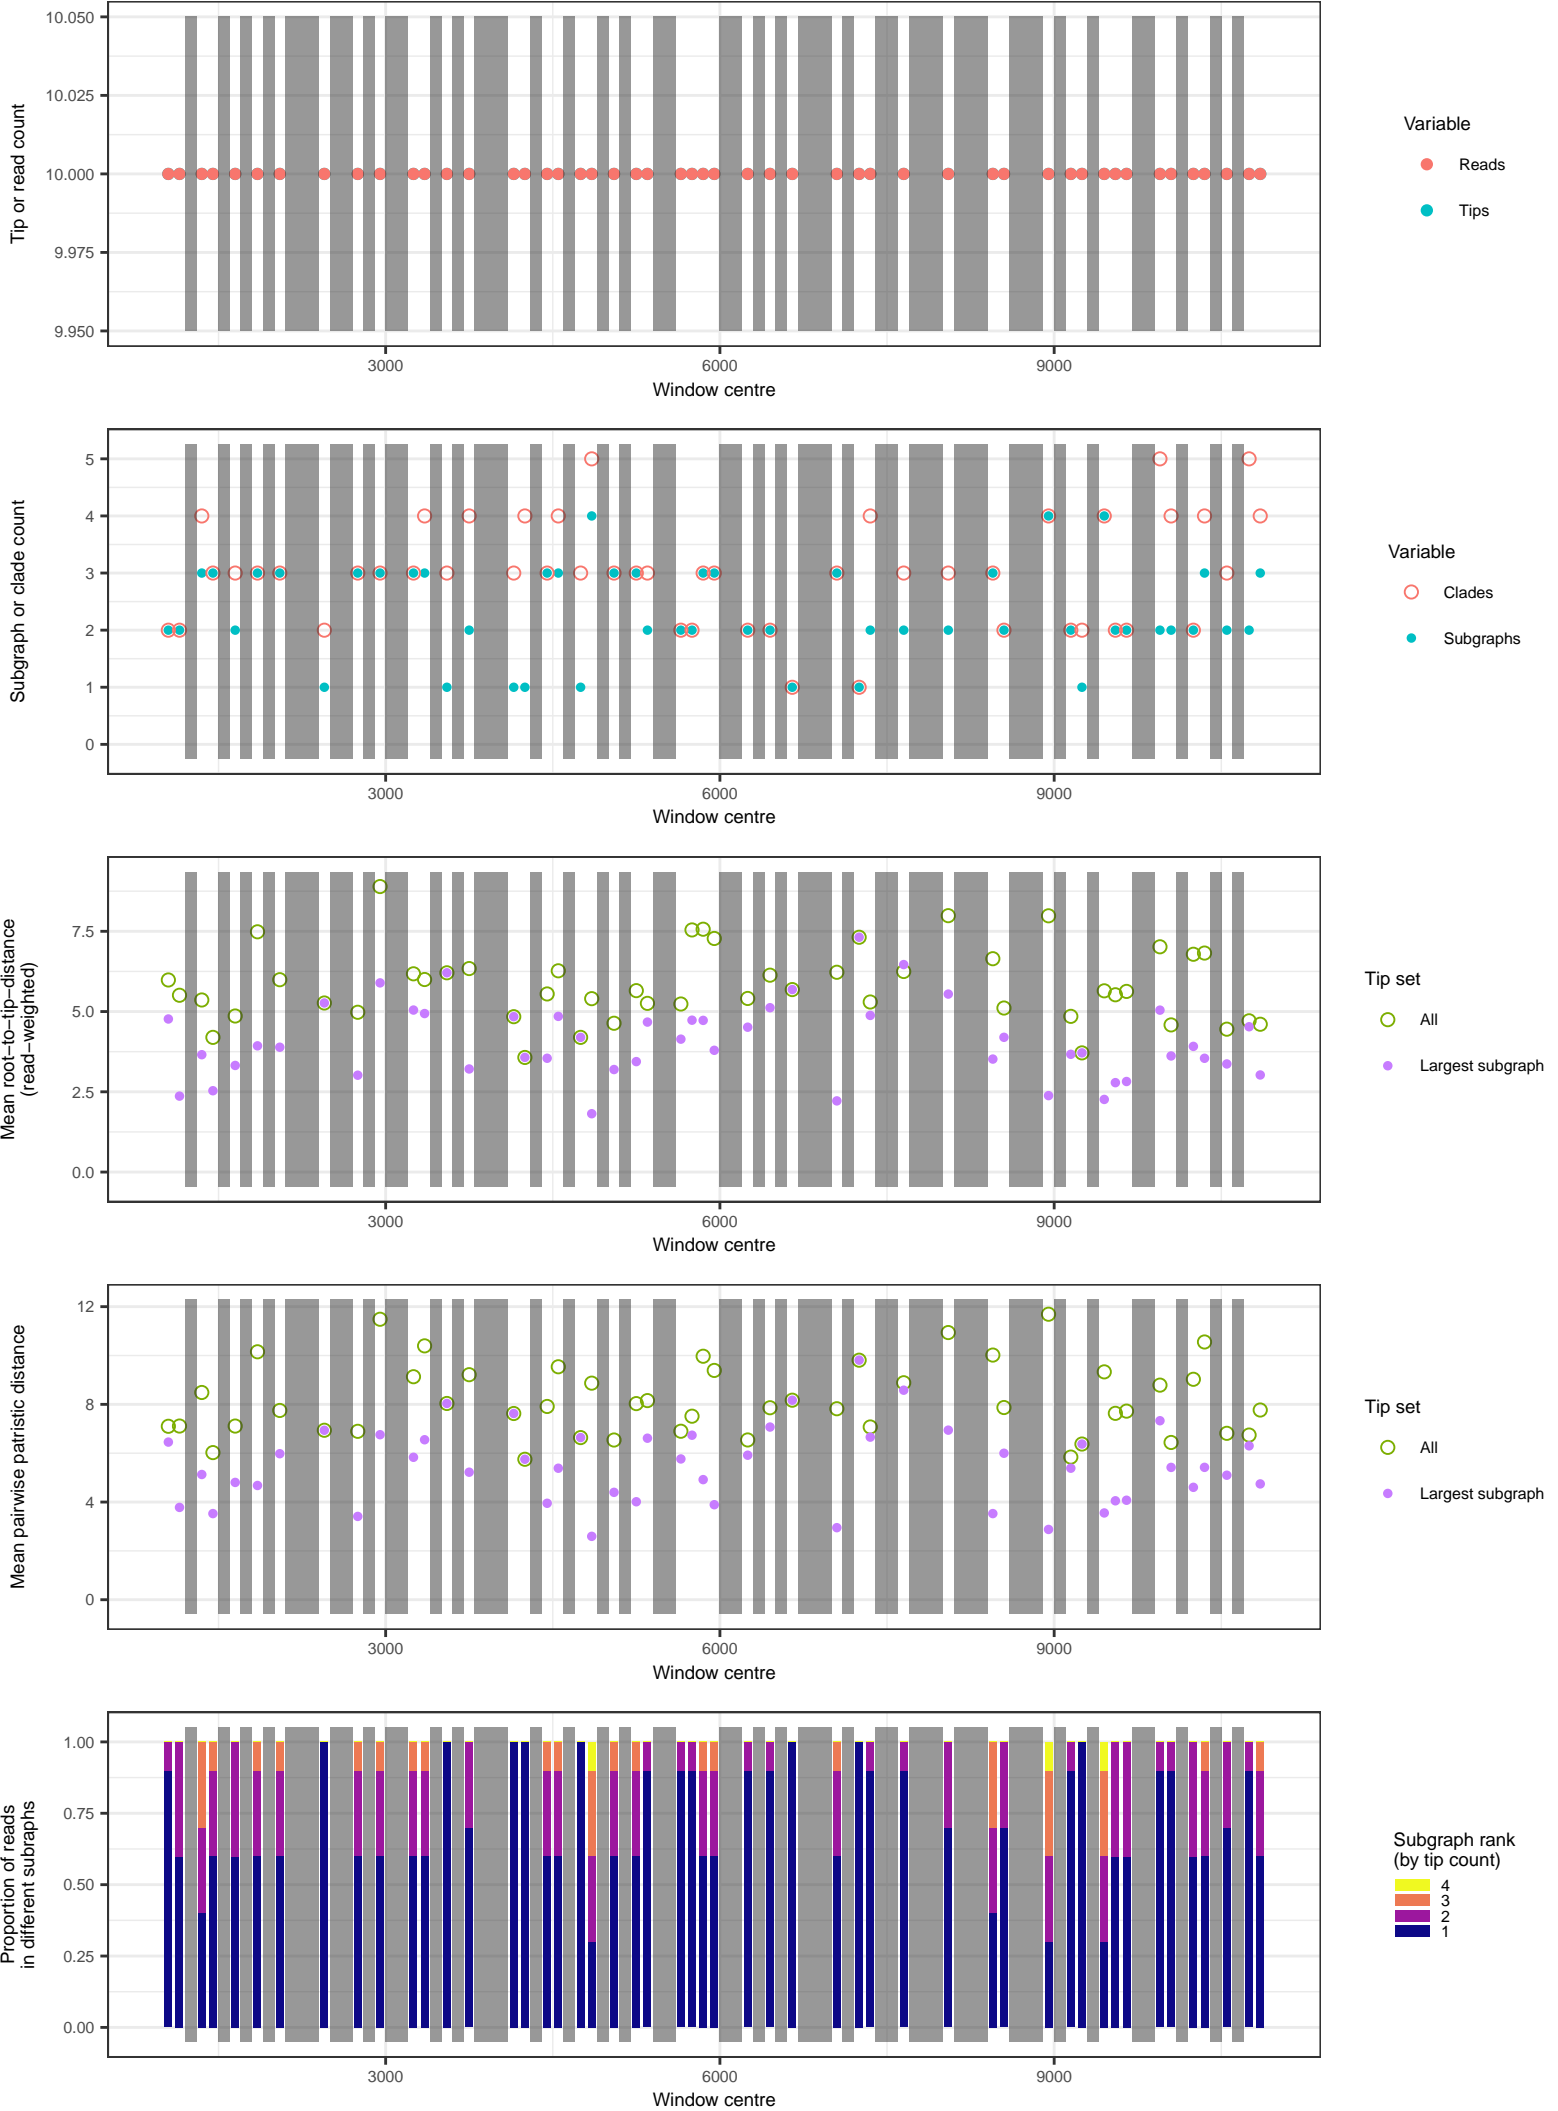 10.050
10.025
10.000
9.975
9.950
Tip or read count
3000
6000
9000
Window centre
Variable
Reads
Tips
5
4
3
2
1
0
Subgraph or clade count
3000
6000
9000
Window centre
Variable
Clades
Subgraphs
7.5
5.0
2.5
0.0
Mean root−to−tip−distance
(read−weighted)
3000
6000
9000
Window centre
Tip set
All
Largest subgraph
12
8
4
0
Mean pairwise patristic distance
3000
6000
9000
Window centre
Tip set
All
Largest subgraph
1.00
0.75
0.50
0.25
0.00
Proportion of reads
in different subraphs
3000
6000
9000
Window centre
Subgraph rank
(by tip count)
4
3
2
1